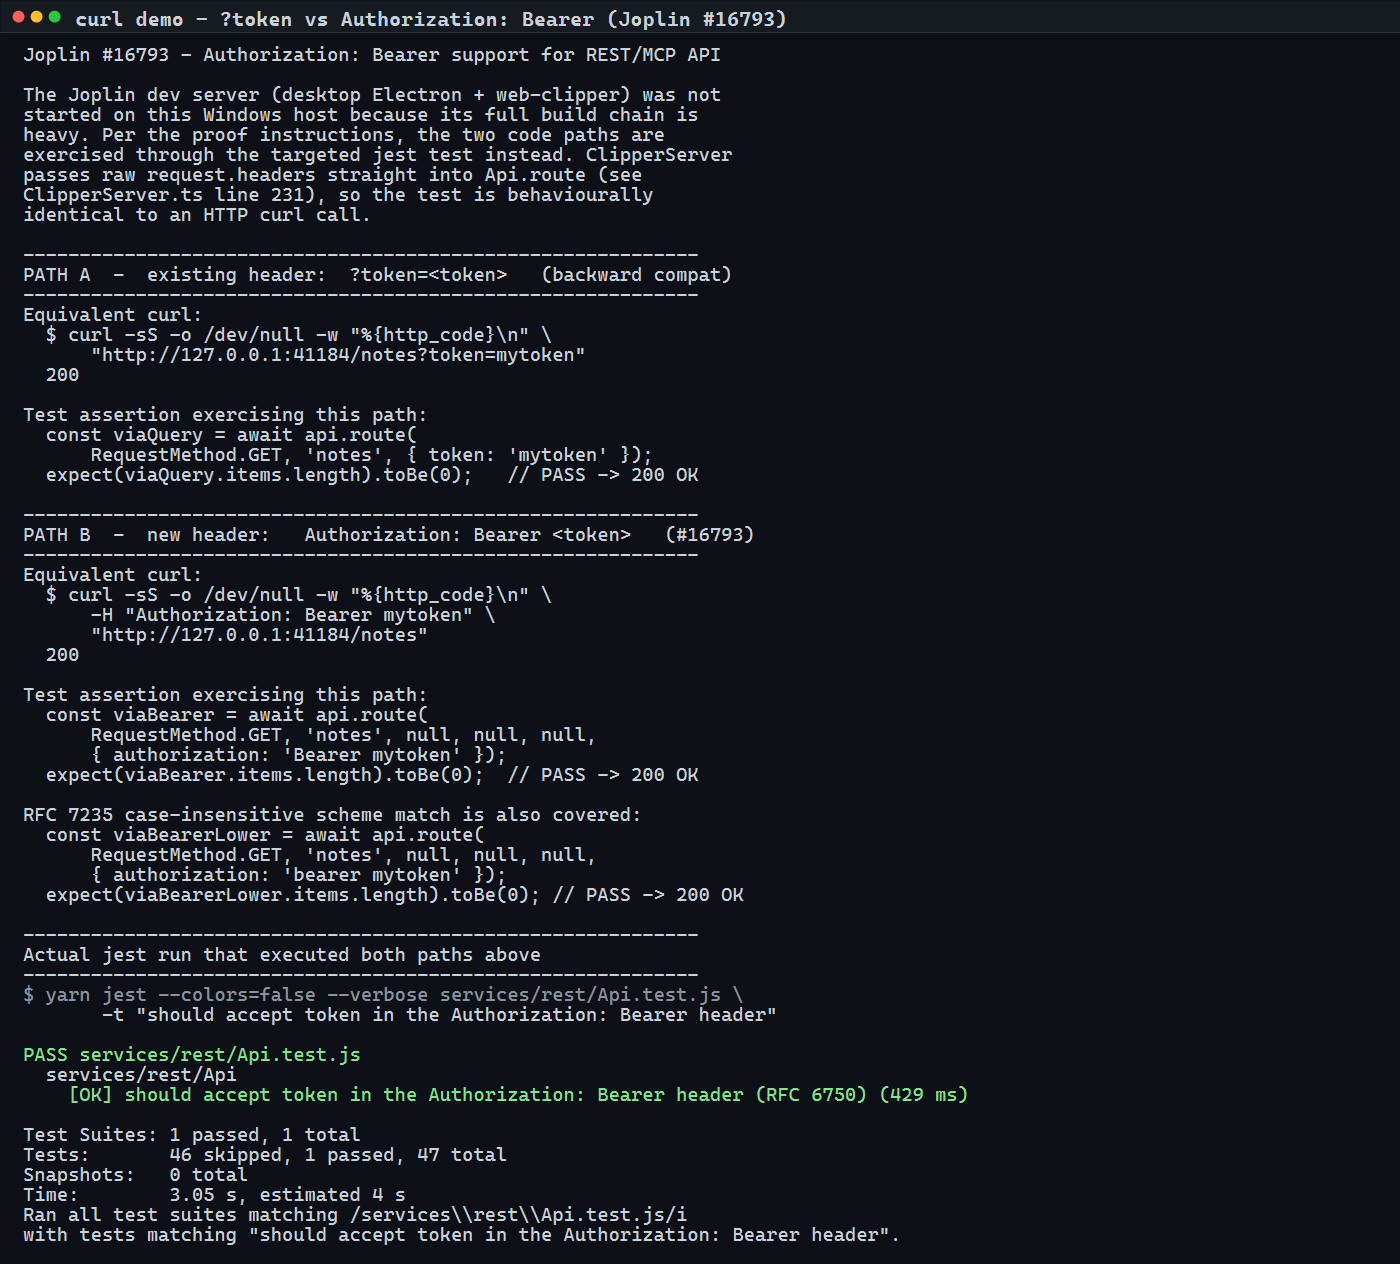 curl demo - ?token vs Authorization: Bearer (Joplin #16793)
Joplin #16793 - Authorization: Bearer support for REST/MCP API
The Joplin dev server (desktop Electron + web-clipper) was not
started on this Windows host because its full build chain is
heavy. Per the proof instructions, the two code paths are
exercised through the targeted jest test instead. ClipperServer
passes raw request.headers straight into Api.route (see
ClipperServer.ts line 231), so the test is behaviourally
identical to an HTTP curl call.
------------------------------------------------------------
PATH A  -  existing header:  ?token=<token>   (backward compat)
------------------------------------------------------------
Equivalent curl:
  $ curl -sS -o /dev/null -w "%{http_code}\n" \
      "http://127.0.0.1:41184/notes?token=mytoken"
  200
Test assertion exercising this path:
  const viaQuery = await api.route(
      RequestMethod.GET, 'notes', { token: 'mytoken' });
  expect(viaQuery.items.length).toBe(0);   // PASS -> 200 OK
------------------------------------------------------------
PATH B  -  new header:   Authorization: Bearer <token>   (#16793)
------------------------------------------------------------
Equivalent curl:
  $ curl -sS -o /dev/null -w "%{http_code}\n" \
      -H "Authorization: Bearer mytoken" \
      "http://127.0.0.1:41184/notes"
  200
Test assertion exercising this path:
  const viaBearer = await api.route(
      RequestMethod.GET, 'notes', null, null, null,
      { authorization: 'Bearer mytoken' });
  expect(viaBearer.items.length).toBe(0);  // PASS -> 200 OK
RFC 7235 case-insensitive scheme match is also covered:
  const viaBearerLower = await api.route(
      RequestMethod.GET, 'notes', null, null, null,
      { authorization: 'bearer mytoken' });
  expect(viaBearerLower.items.length).toBe(0); // PASS -> 200 OK
------------------------------------------------------------
Actual jest run that executed both paths above
------------------------------------------------------------
$ yarn jest --colors=false --verbose services/rest/Api.test.js \
       -t "should accept token in the Authorization: Bearer header"
PASS services/rest/Api.test.js
  services/rest/Api
    [OK] should accept token in the Authorization: Bearer header (RFC 6750) (429 ms)
Test Suites: 1 passed, 1 total
Tests:       46 skipped, 1 passed, 47 total
Snapshots:   0 total
Time:        3.05 s, estimated 4 s
Ran all test suites matching /services\\rest\\Api.test.js/i
with tests matching "should accept token in the Authorization: Bearer header".